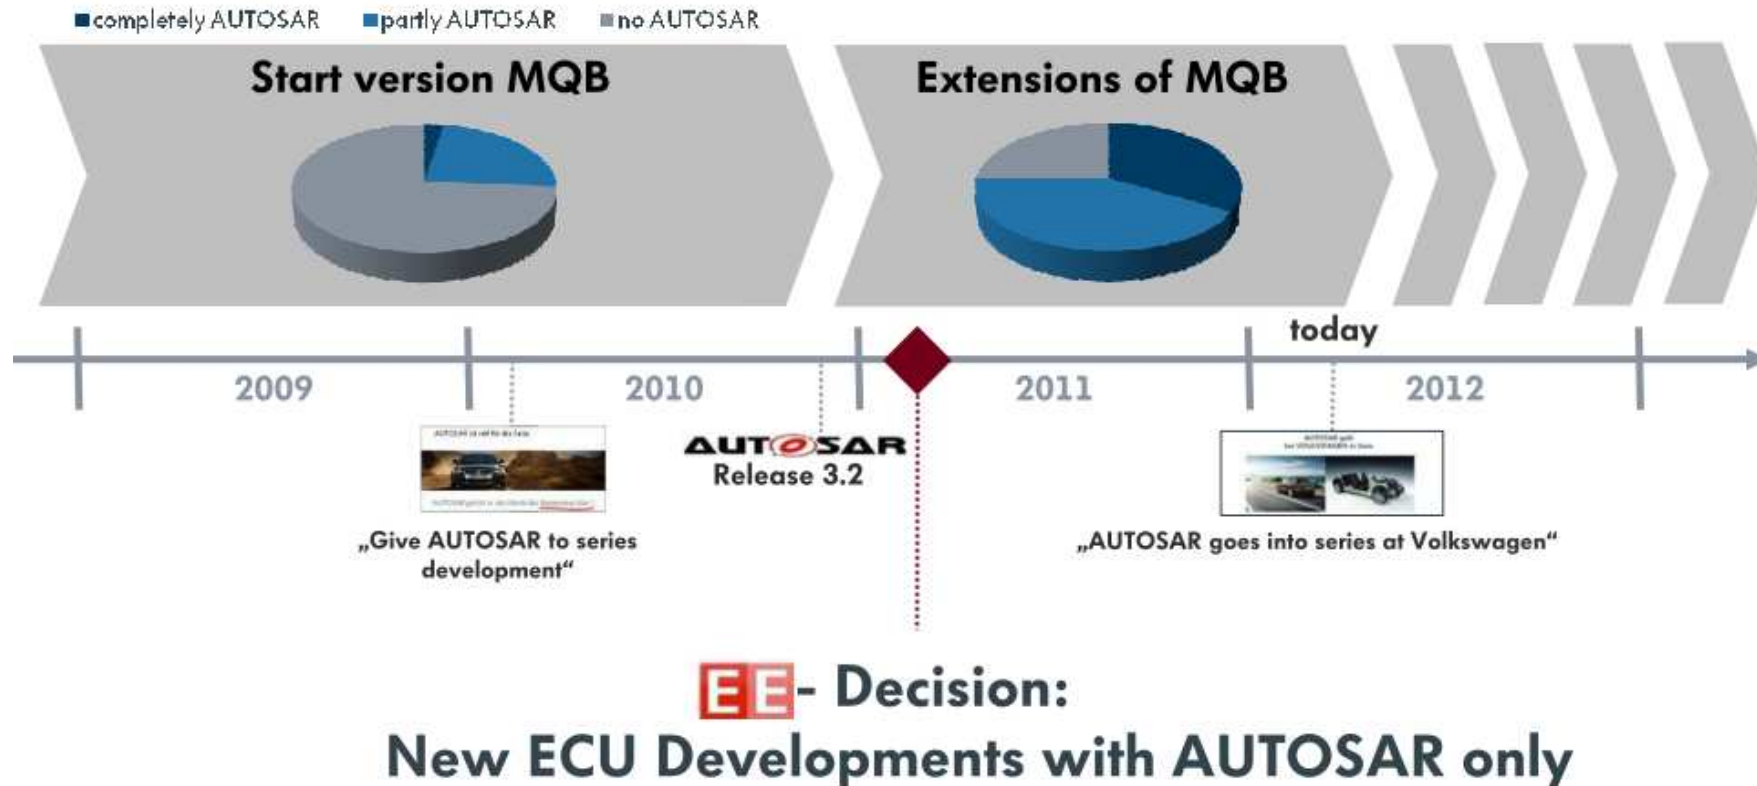 completely AUTOSAR partly AUTOSAR no AUTOSAR
Start version MQB
Extensions of MQB
today
2009
2010
2011
2012
AUTOSAR
Release 3.2
„Give AUTOSAR to series
development“
„AUTOSAR goes into series at Volkswagen“
EE- Decision:
New ECU Developments with AUTOSAR only